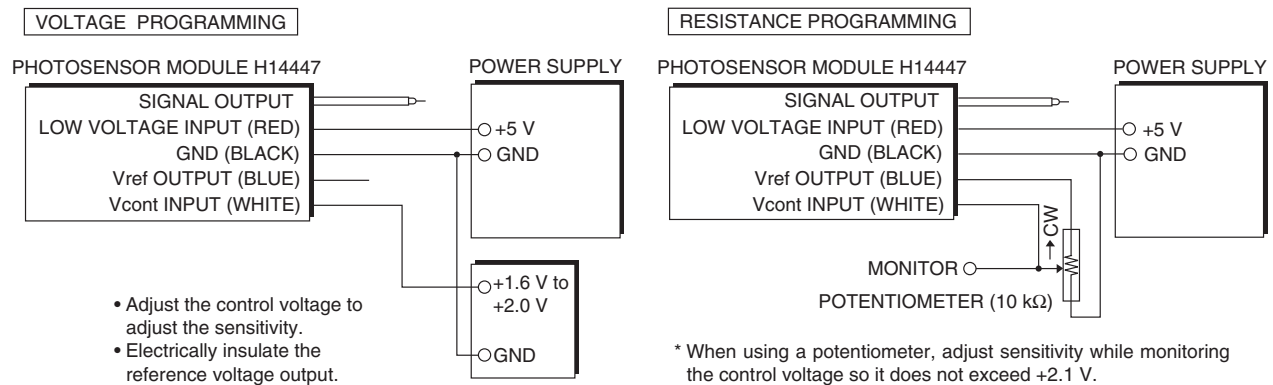 VOLTAGE PROGRAMMING
PHOTOSENSOR MODULE H14447
POWER SUPPLY
SIGNAL OUTPUT
LOW VOLTAGE INPUT (RED)
GND (BLACK)
Vref OUTPUT (BLUE)
Vcont INPUT (WHITE)
+5 V
GND
+1.6 V to
+2.0 V
GND
• Adjust the control voltage to
adjust the sensitivity.
• Electrically insulate the
reference voltage output.
RESISTANCE PROGRAMMING
PHOTOSENSOR MODULE H14447
POWER SUPPLY
SIGNAL OUTPUT
LOW VOLTAGE INPUT (RED)
GND (BLACK)
Vref OUTPUT (BLUE)
Vcont INPUT (WHITE)
+5 V
GND
CW
MONITOR
POTENTIOMETER (10 kΩ)
* When using a potentiometer, adjust sensitivity while monitoring
the control voltage so it does not exceed +2.1 V.